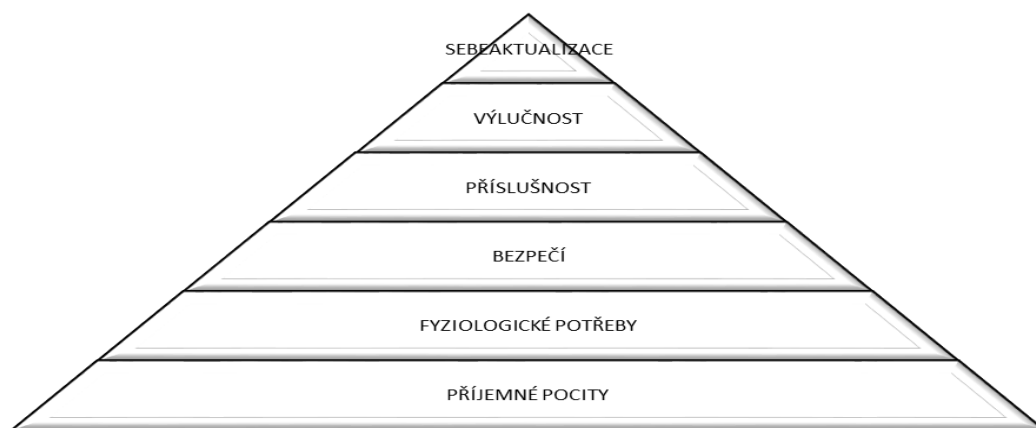 SEBEAKTUALIZACE
VÝLUČNOST
PŘÍSLUŠNOST
BEZPEČÍ
FYZIOLOGICKÉ POTŘEBY
PŘÍJEMNÉ POCITY